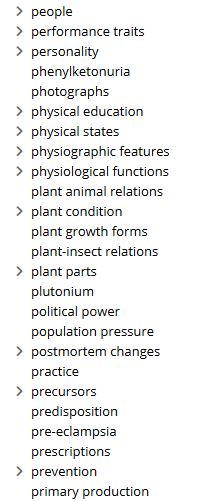 people
performance traits
personality
phenylketonuria
photographs
physical education
physical states
physiographic features
physiological functions
plant animal relations
plant condition
plant growth forms
plant-insect relations
plant parts
plutonium
political power
population pressure
postmortem changes
practice
precursors
predisposition
pre-eclampsia
prescriptions
prevention
primary production